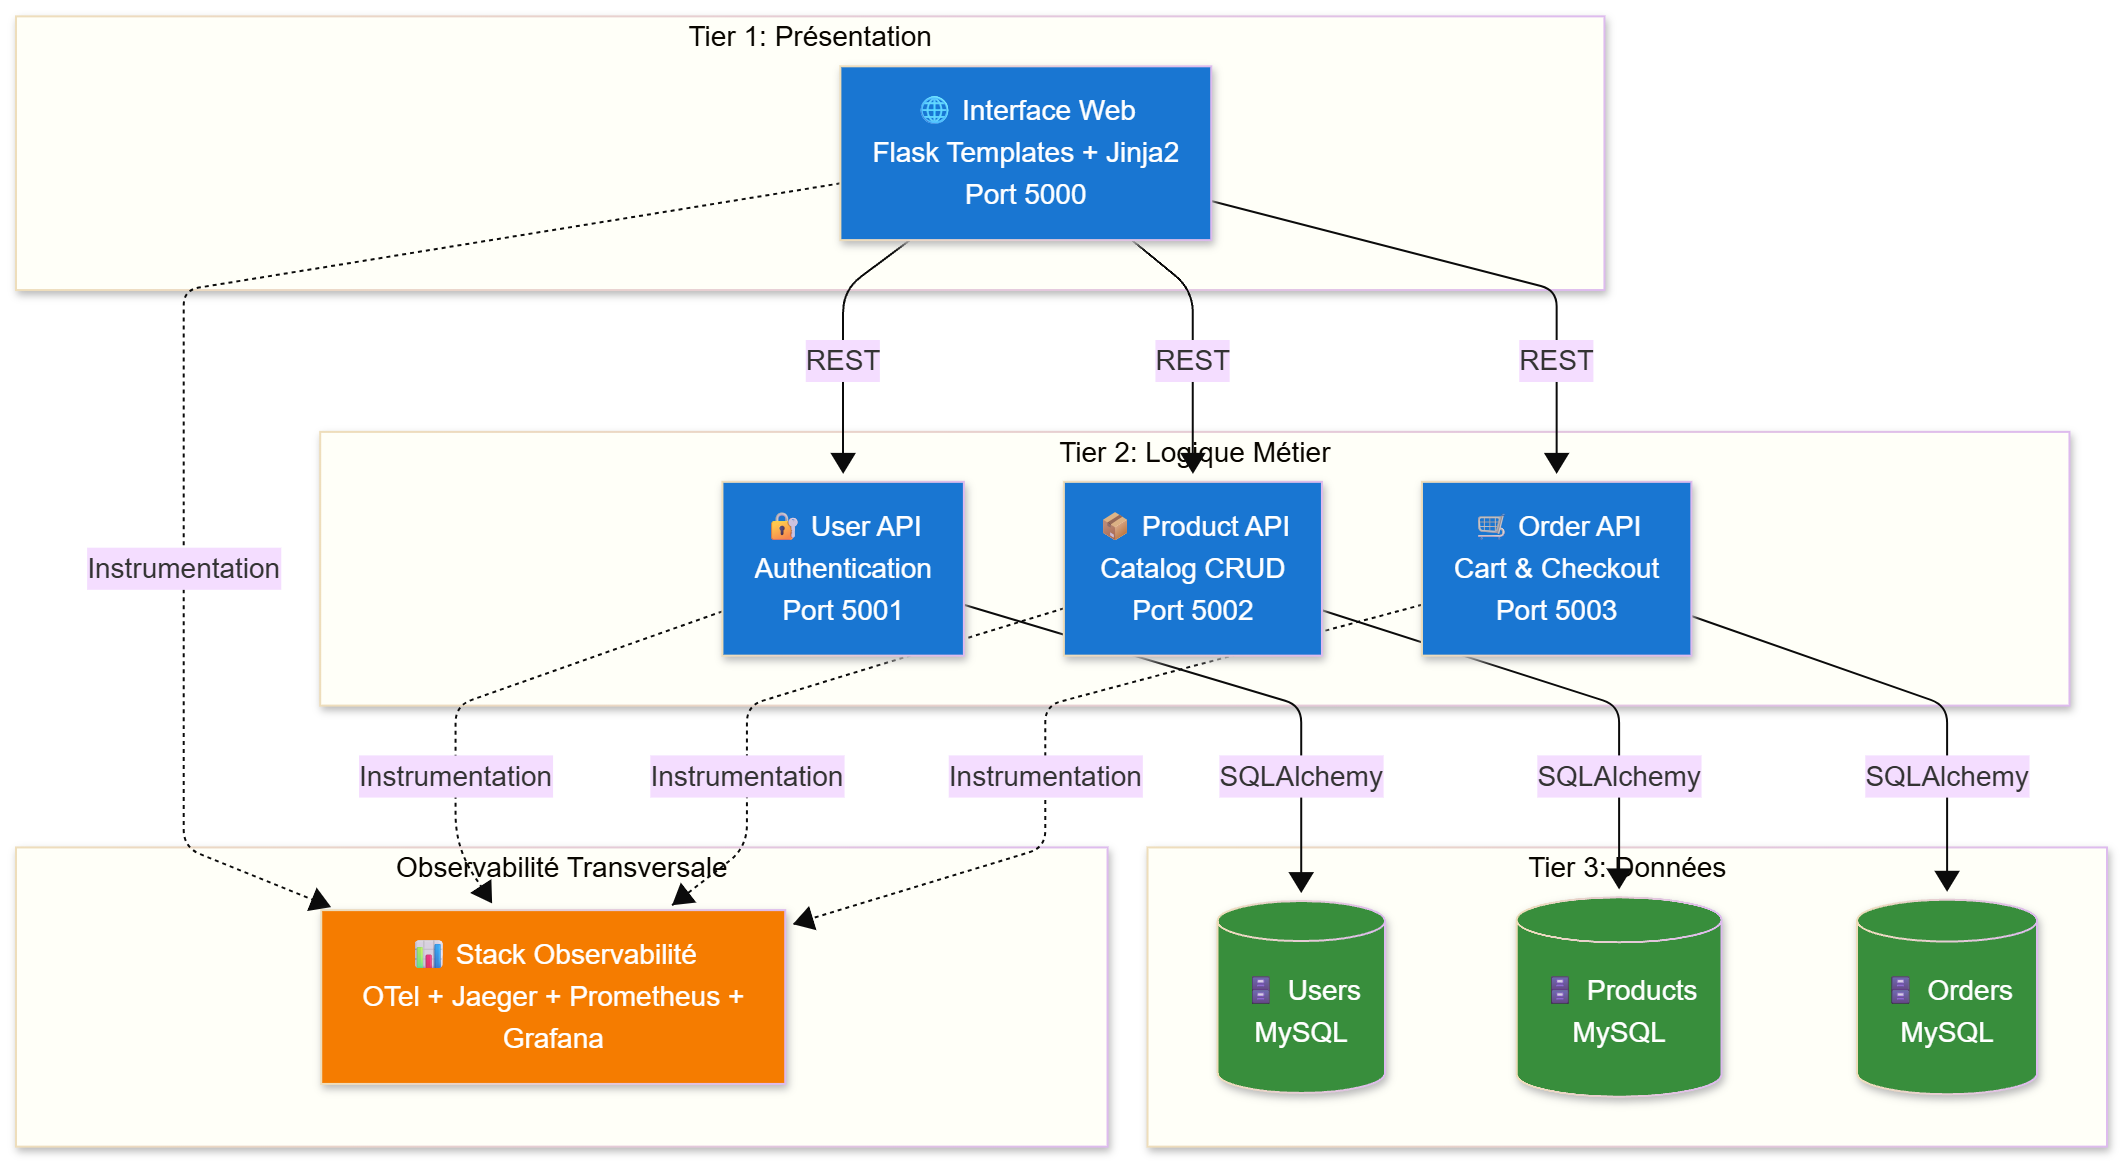 Tier 1: Présentation
🌐 Interface Web
Flask Templates + Jinja2
Port 5000
REST
REST
REST
Tier 2: Logique Métier
🔐 User API
Authentication
Port 5001
📦 Product API
Catalog CRUD
Port 5002
🛒 Order API
Cart & Checkout
Port 5003
Instrumentation
Instrumentation
Instrumentation
Instrumentation
SQLAlchemy
SQLAlchemy
SQLAlchemy
Observabilité Transversale
📊 Stack Observabilité
OTel + Jaeger + Prometheus +
Grafana
Tier 3: Données
🗄️ Users
MySQL
🗄️ Products
MySQL
🗄️ Orders
MySQL